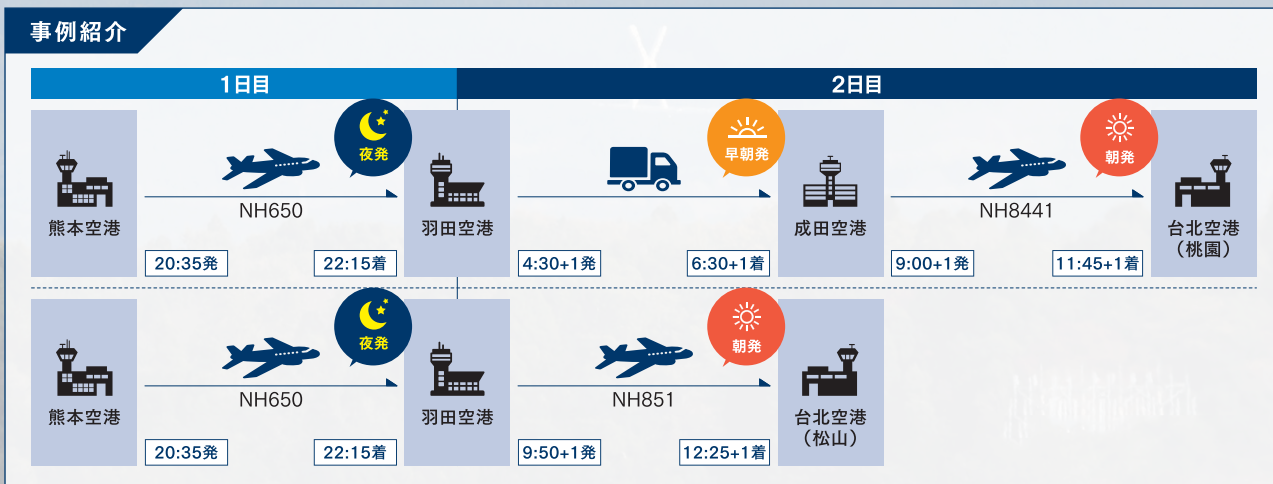 事例紹介
1日目
2日目
夜発
早朝発
朝発
熊本空港
NH650
羽田空港
成田空港
NH8441
台北空港
（桃園）
20:35発
22:15着
4:30+1発
6:30+1着
9:00+1発
11:45+1着
夜発
朝発
熊本空港
NH650
羽田空港
NH851
台北空港
（松山）
20:35発
22:15着
9:50+1発
12:25+1着